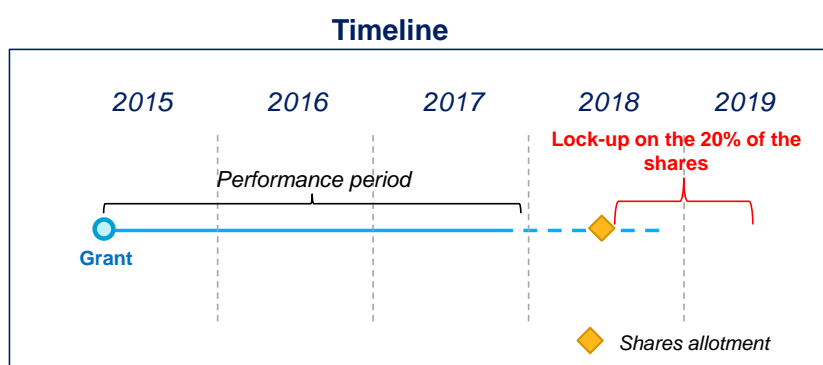 Timeline
2015 2016 2017 2018 2019
Lock-up on the 20% of the
shares
Performance period
Grant
Shares allotment